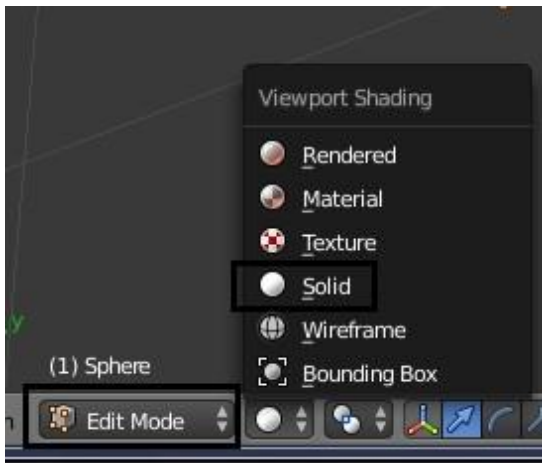 Viewport Shading
Rendered
Material
Texture
Solid
Wireframe
Bounding Box
y
(1) Sphere
Edit Mode